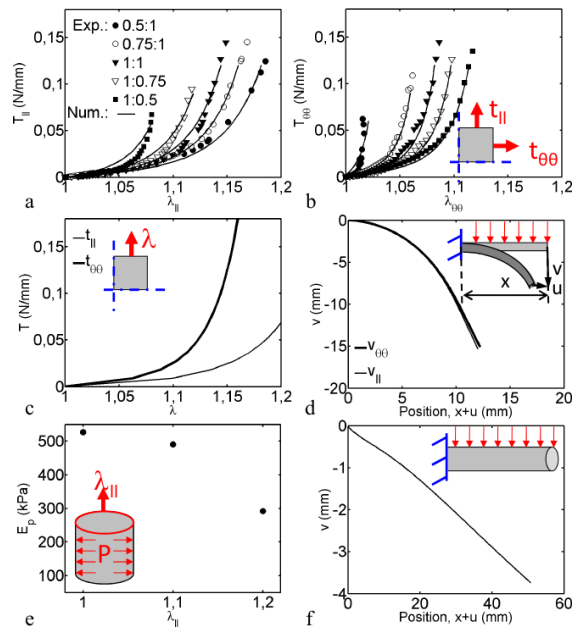 Exp.: ● 0.5:1
○ 0.75:1
▼ 1:1
▽ 1:0.75
■ 1:0.5
Num.: —
0,15
0,1
0,05
0
T|| (N/mm)
1 1,05 1,1 1,15 1,2
λ||
a
0,15
0,1
0,05
0
Tθθ (N/mm)
t||
tθθ
1 1,05 1,1 1,15 1,2
λθθ
b
0,15
0,1
0,05
0
T (N/mm)
t||
tθθ
λ
1 1,05 1,1 1,15 1,2
λ
c
0
-5
-10
-15
-20
v (mm)
v
u
x
vθθ
v||
0 5 10 15 20
Position, x+u (mm)
d
500
400
300
200
100
Ep (kPa)
λ||
P
1 1,1 1,2
λ||
e
0
-1
-2
-3
-4
v (mm)
0 20 40 60
Position, x+u (mm)
f